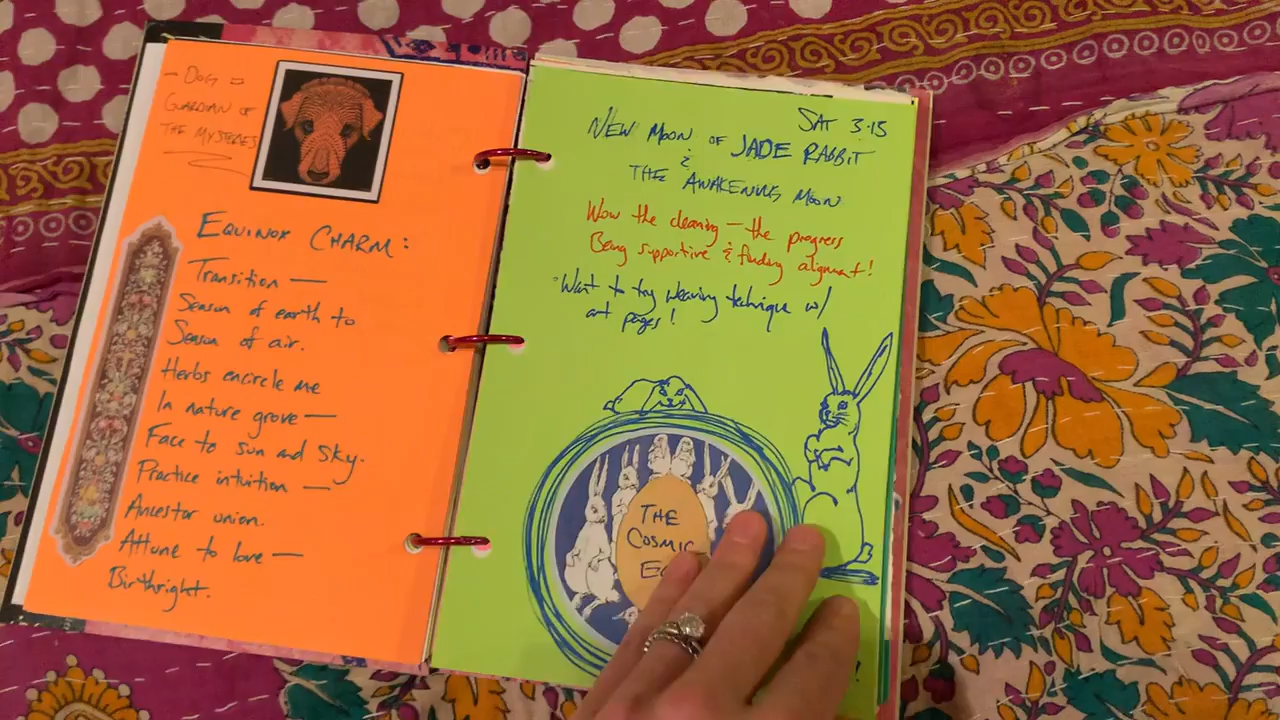 - DOG -
GUARDIAN OF
THE MYSTERIES
EQUINOX CHARM:
Transition —
Season of earth to
Season of air.
Herbs encircle me
In nature grove —
Face to sun and sky.
Practice intuition —
Ancestor union.
Attune to love —
Birthright.
SAT 3·15
NEW MOON OF JADE RABBIT
&
THE AWAKENING MOON
Wow the cleaning — the progress
Being supportive & finding alignment!
·Want to try weaving technique w/
art pages!
THE
COSMIC